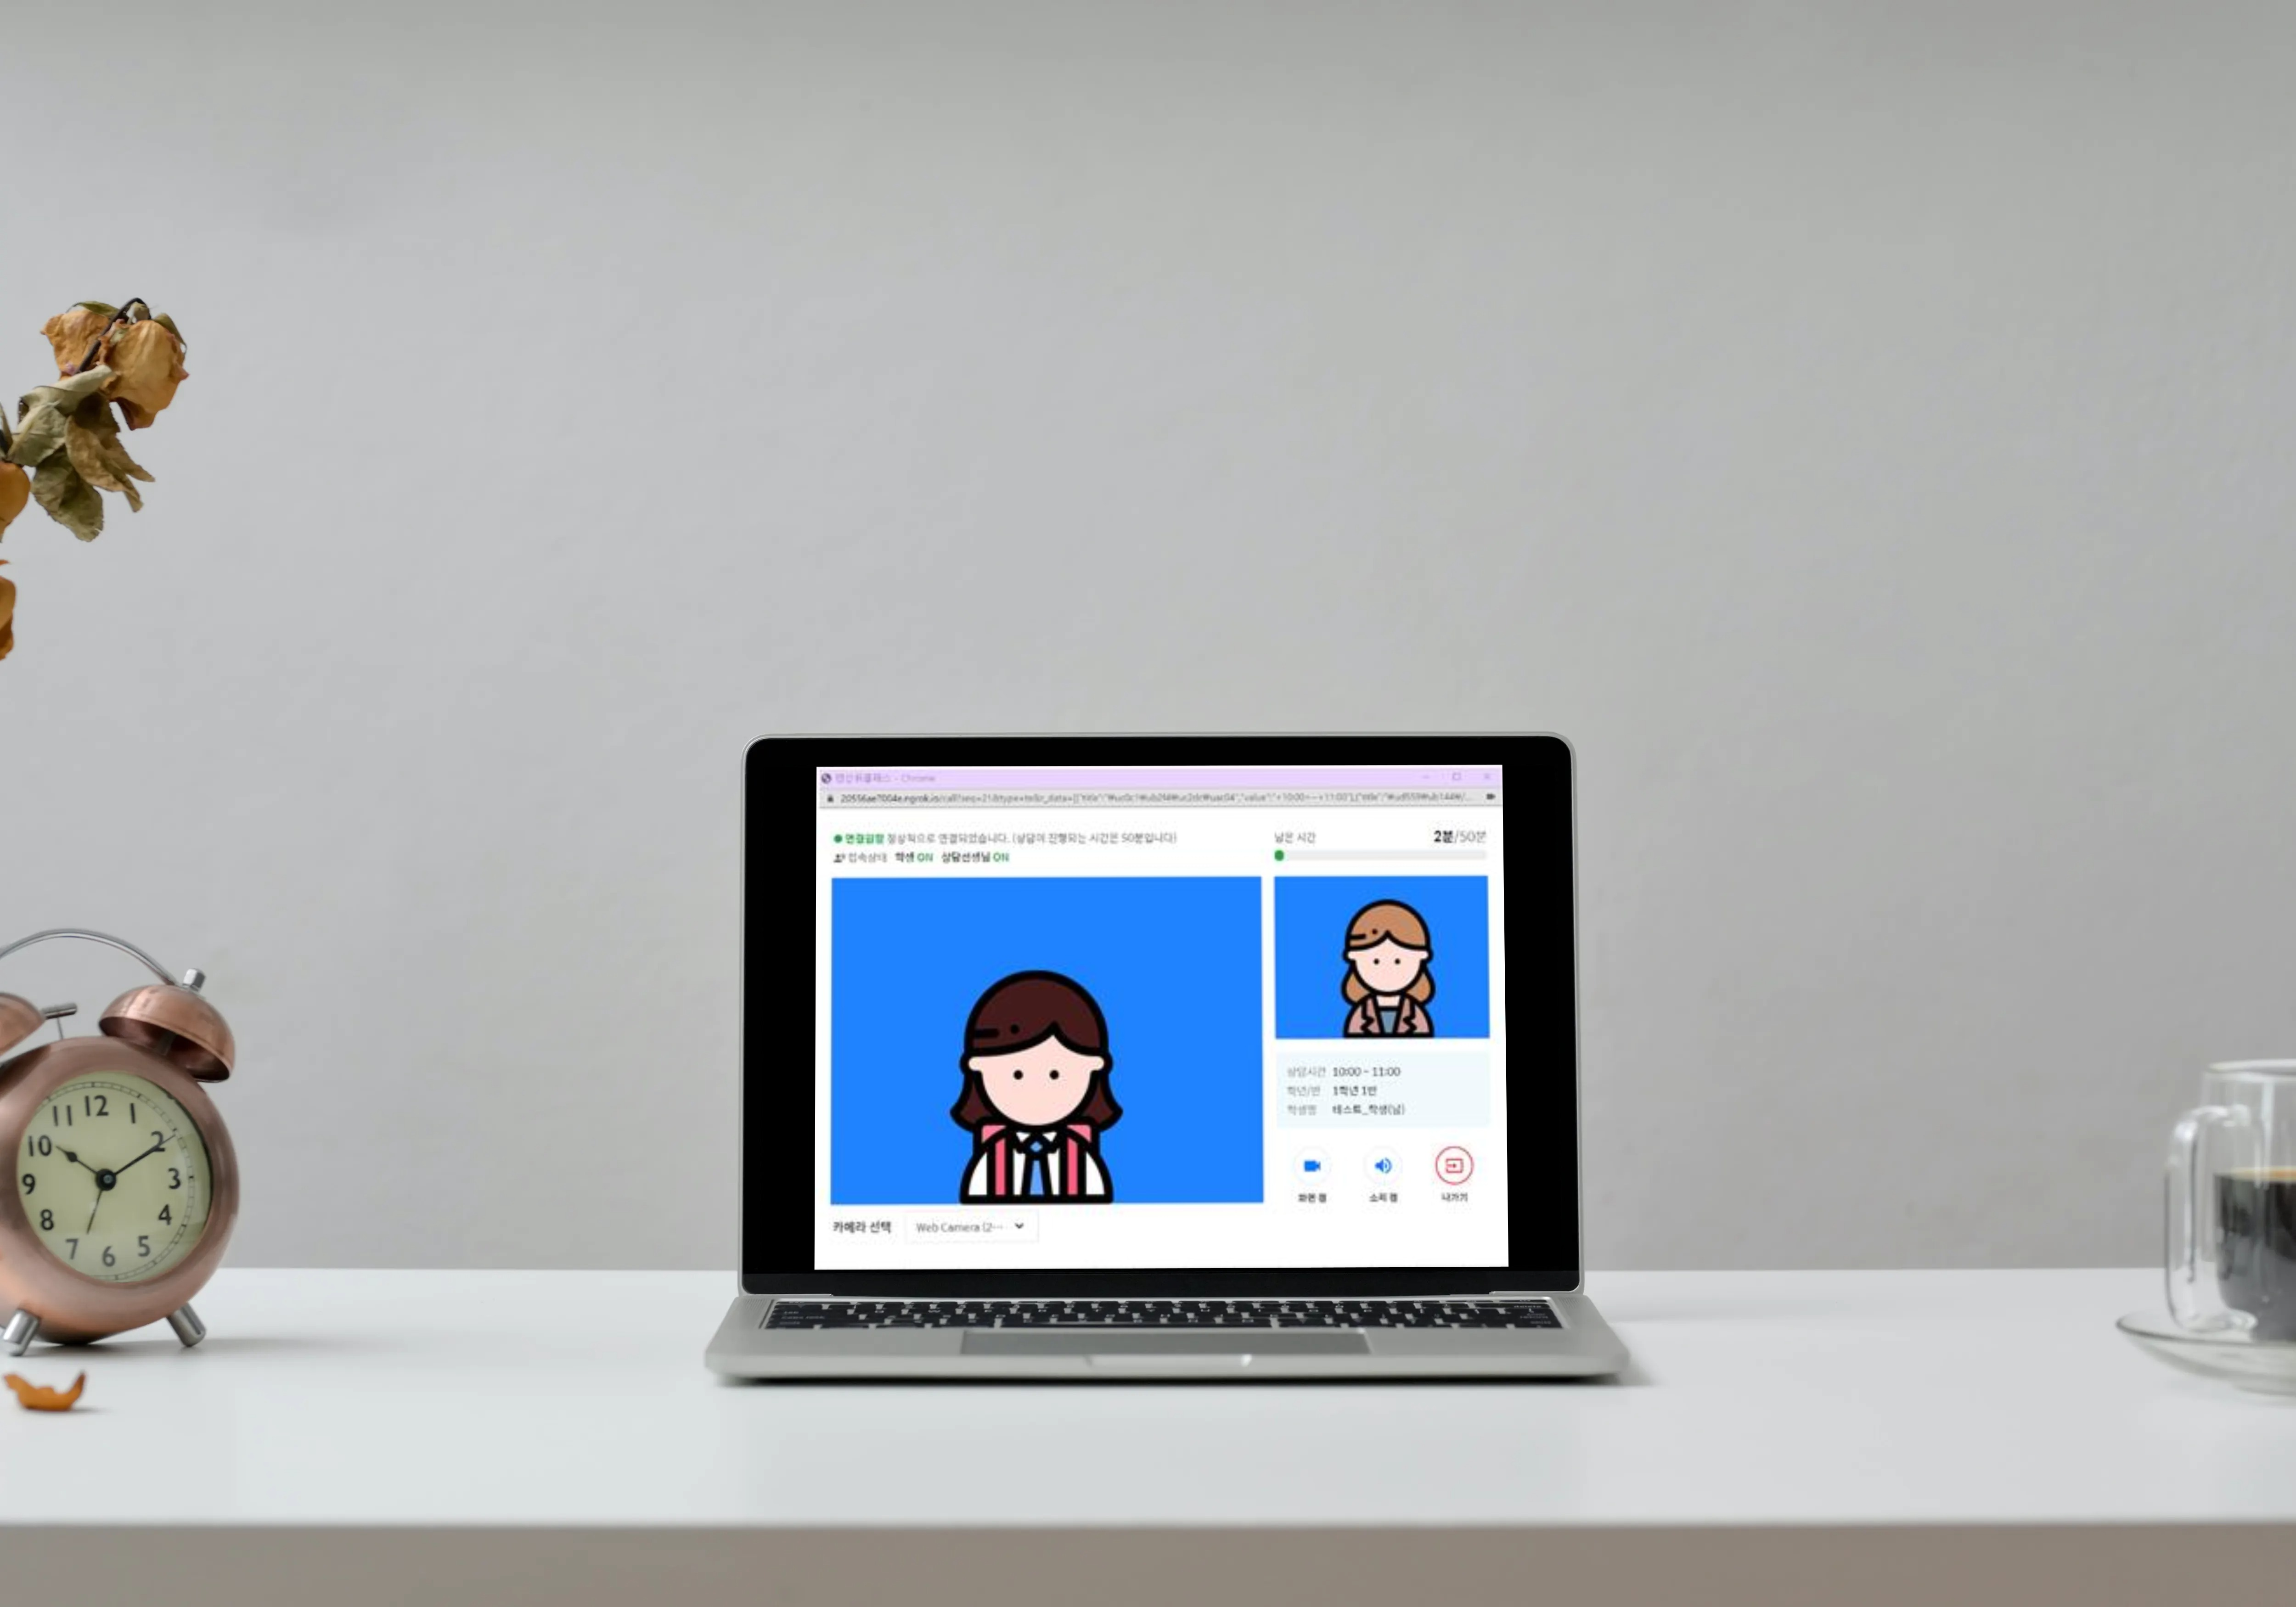 - Chrome
연결됨 정상적으로 연결되었습니다. (상담이 진행되는 시간은 50분입니다)
접속상태 학생 ON 상담선생님 ON
남은 시간 2분/50분
상담시간 10:00 ~ 11:00
학년/반 1학년 1반
학생명 테스트_학생(남)
화면 켬 소리 켬 나가기
카메라 선택 Web Camera (2...
12
1
2
3
4
5
6
7
8
9
10
11